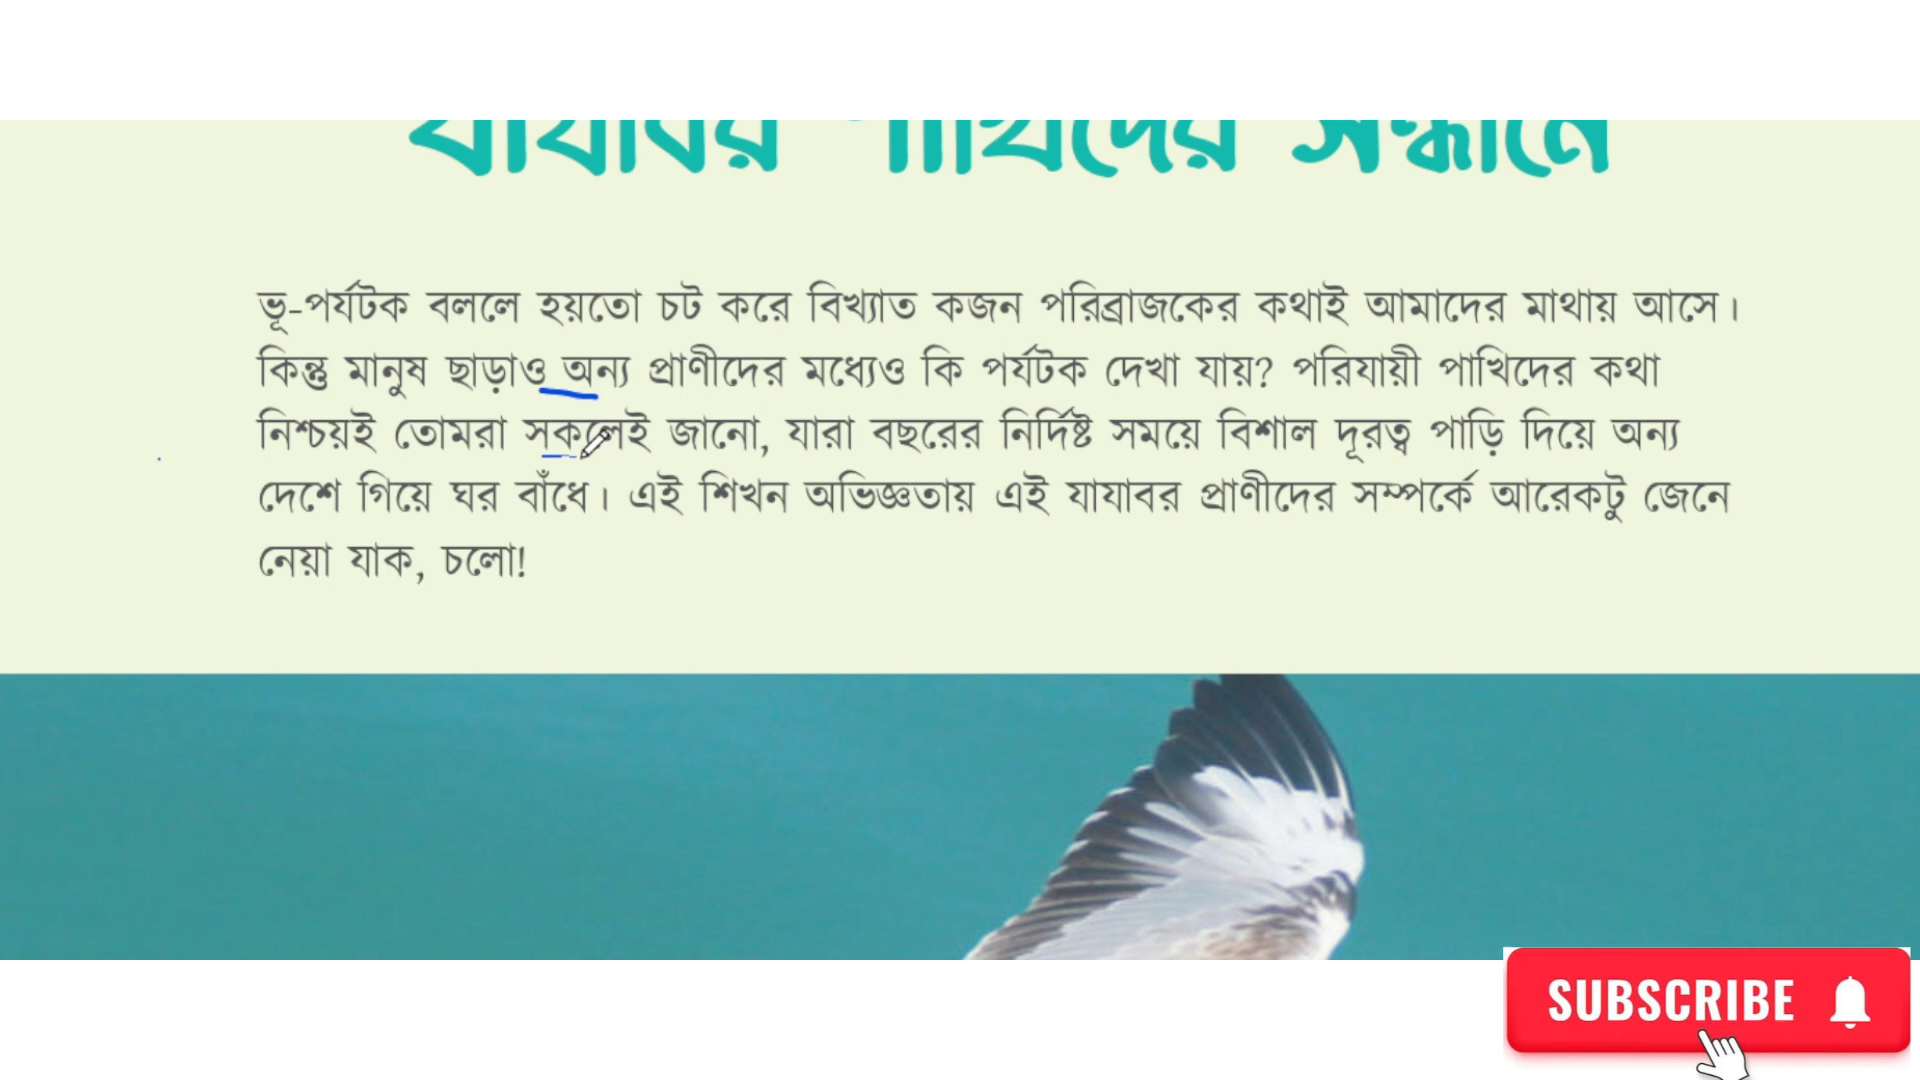 যাযাবর পাখিদের সন্ধানে
ভূ-পর্যটক বললে হয়তো চট করে বিখ্যাত কজন পরিব্রাজকের কথাই আমাদের মাথায় আসে।
কিন্তু মানুষ ছাড়াও অন্য প্রাণীদের মধ্যেও কি পর্যটক দেখা যায়? পরিযায়ী পাখিদের কথা
নিশ্চয়ই তোমরা সকলেই জানো, যারা বছরের নির্দিষ্ট সময়ে বিশাল দূরত্ব পাড়ি দিয়ে অন্য
দেশে গিয়ে ঘর বাঁধে। এই শিখন অভিজ্ঞতায় এই যাযাবর প্রাণীদের সম্পর্কে আরেকটু জেনে
নেয়া যাক, চলো!
SUBSCRIBE